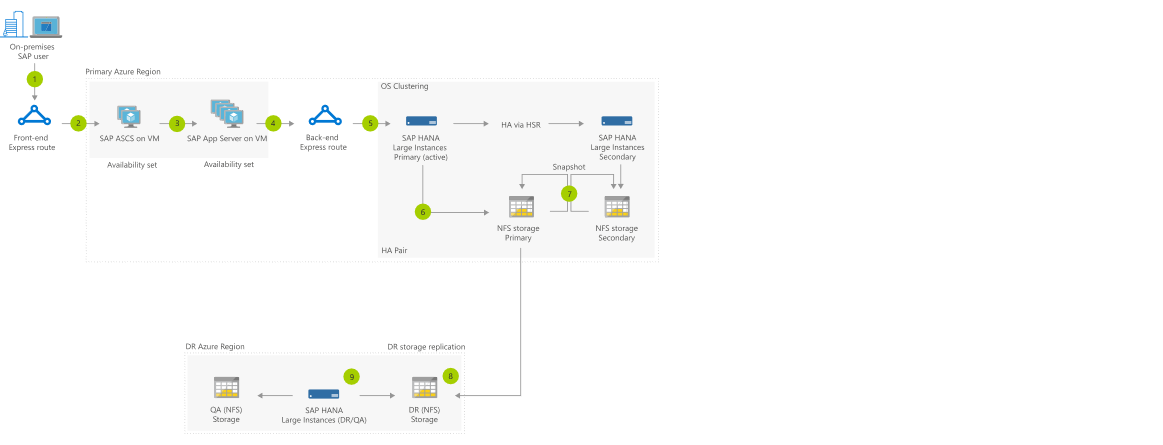 On-premises
SAP user
1
Front-end
Express route
Primary Azure Region
2
SAP ASCS on VM
Availability set
3
SAP App Server on VM
Availability set
4
Back-end
Express route
5
OS Clustering
SAP HANA
Large Instances
Primary (active)
HA via HSR
SAP HANA
Large Instances
Secondary
Snapshot
6
7
NFS storage
Primary
NFS storage
Secondary
HA Pair
DR Azure Region
DR storage replication
QA (NFS)
Storage
9
SAP HANA
Large Instances (DR/QA)
8
DR (NFS)
Storage